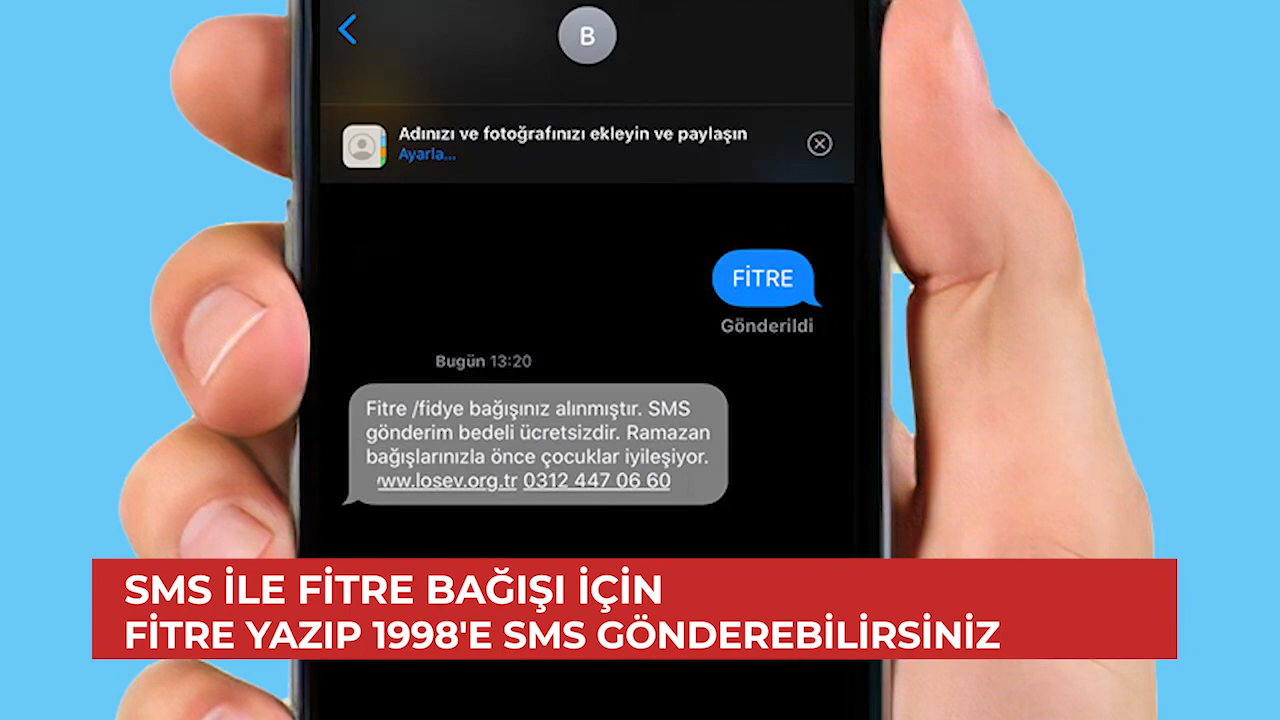 B
Adınızı ve fotoğrafınızı ekleyin ve paylaşın
Ayarla...
FİTRE
Gönderildi
Bugün 13:20
Fitre /fidye bağışınız alınmıştır. SMS
gönderim bedeli ücretsizdir. Ramazan
bağışlarınızla önce çocuklar iyileşiyor.
ww.losev.org.tr 0312 447 06 60
SMS İLE FİTRE BAĞIŞI İÇİN
FİTRE YAZIP 1998'E SMS GÖNDEREBİLİRSİNİZ